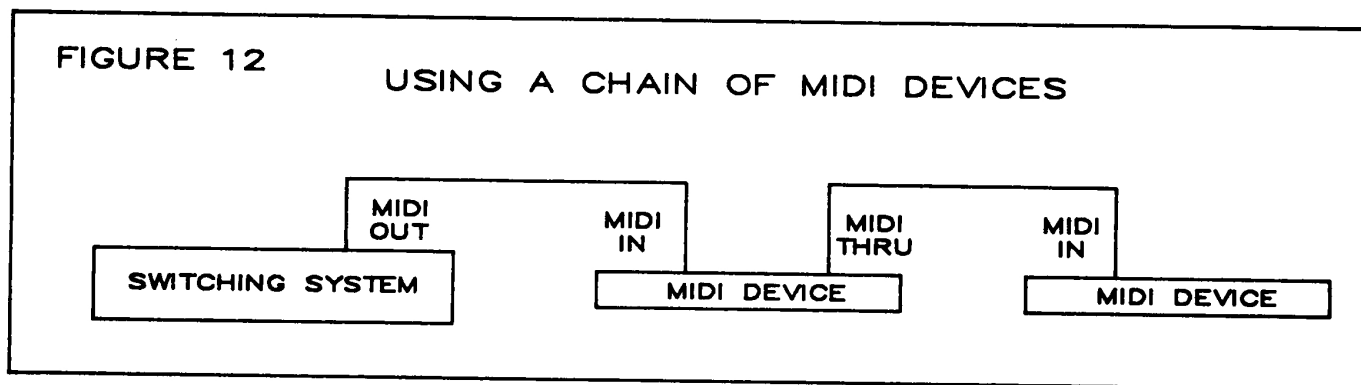 FIGURE 12
USING A CHAIN OF MIDI DEVICES
MIDI
OUT
MIDI
IN
MIDI
THRU
MIDI
IN
SWITCHING SYSTEM
MIDI DEVICE
MIDI DEVICE